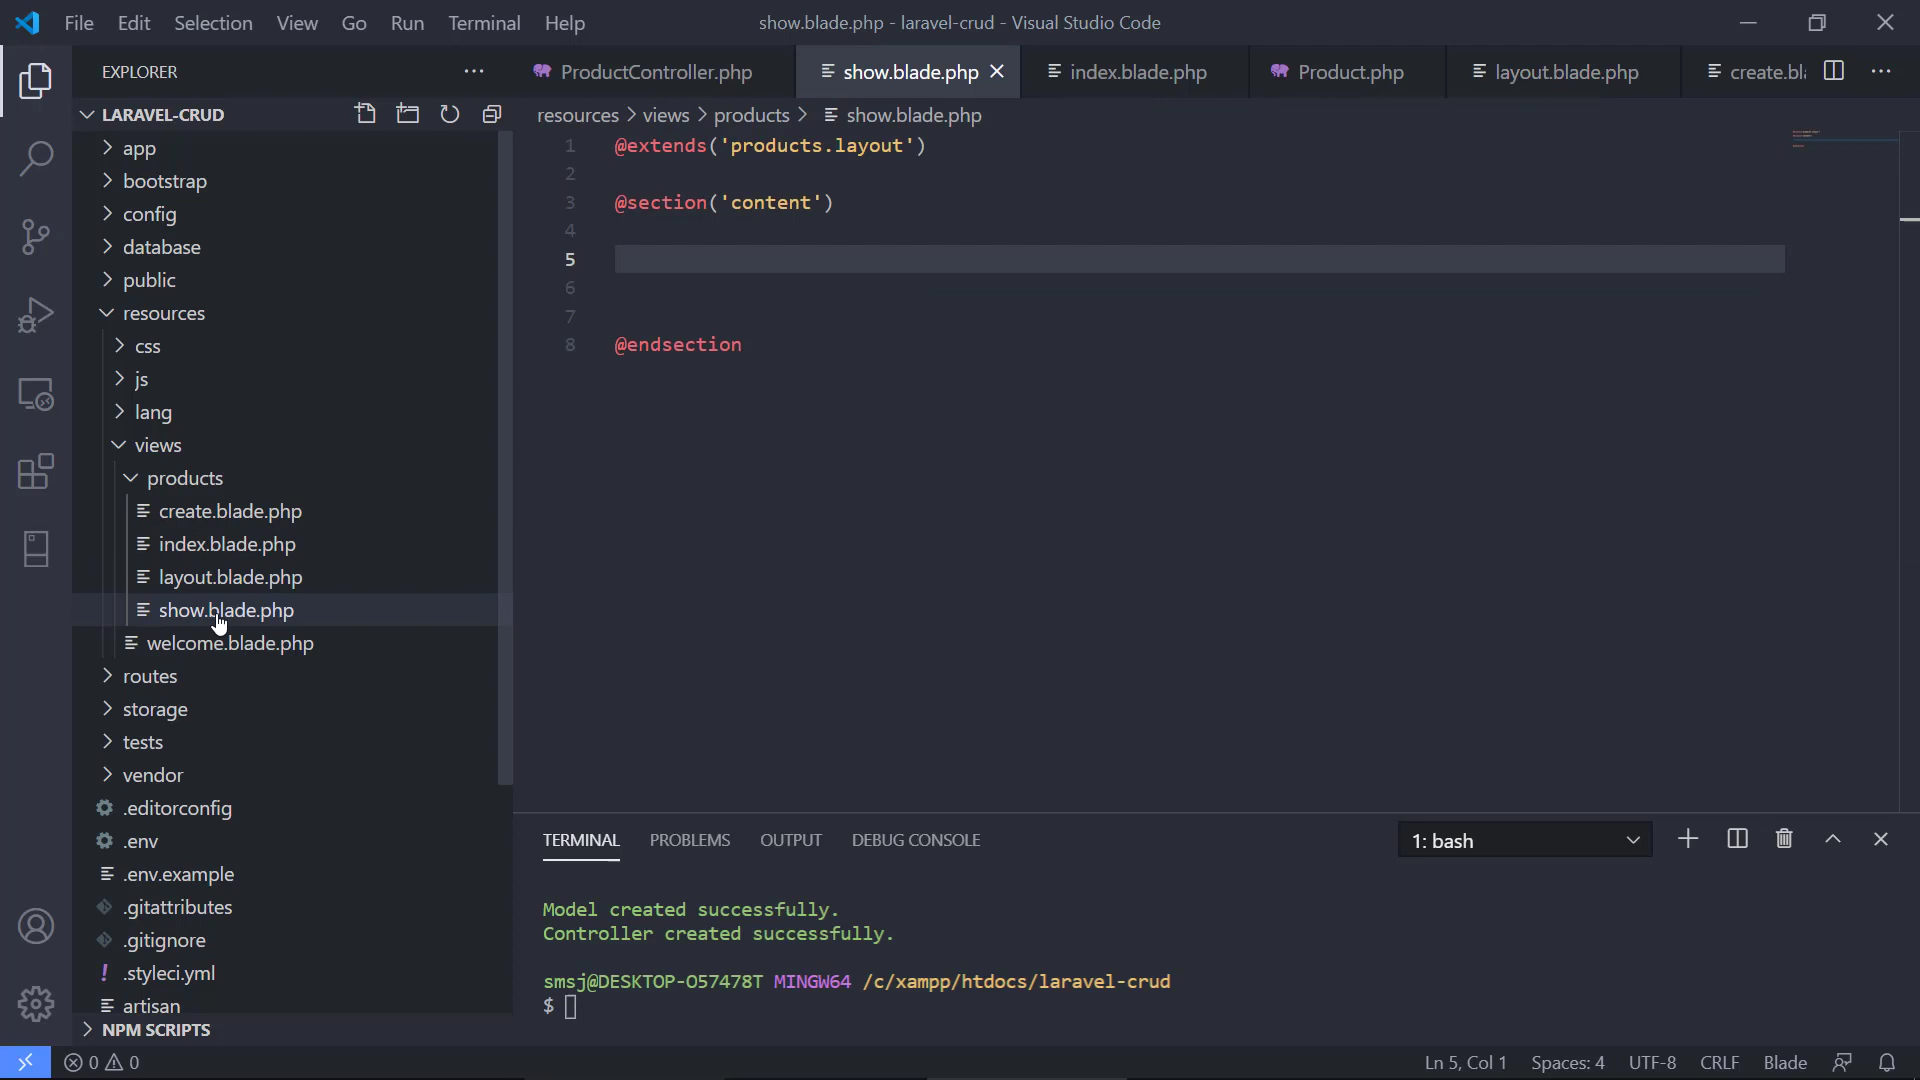 File Edit Selection View Go Run Terminal Help
show.blade.php - laravel-crud - Visual Studio Code
EXPLORER
LARAVEL-CRUD
app
bootstrap
config
database
public
resources
css
js
lang
views
products
create.blade.php
index.blade.php
layout.blade.php
show.blade.php
welcome.blade.php
routes
storage
tests
vendor
.editorconfig
.env
.env.example
.gitattributes
.gitignore
.styleci.yml
artisan
NPM SCRIPTS
ProductController.php
show.blade.php
index.blade.php
Product.php
layout.blade.php
create.bl
resources > views > products > show.blade.php
1 @extends('products.layout')
2
3 @section('content')
4
5
6
7
8 @endsection
TERMINAL PROBLEMS OUTPUT DEBUG CONSOLE
1: bash
Model created successfully.
Controller created successfully.
smsj@DESKTOP-O57478T MINGW64 /c/xampp/htdocs/laravel-crud
$
0 0
Ln 5, Col 1 Spaces: 4 UTF-8 CRLF Blade